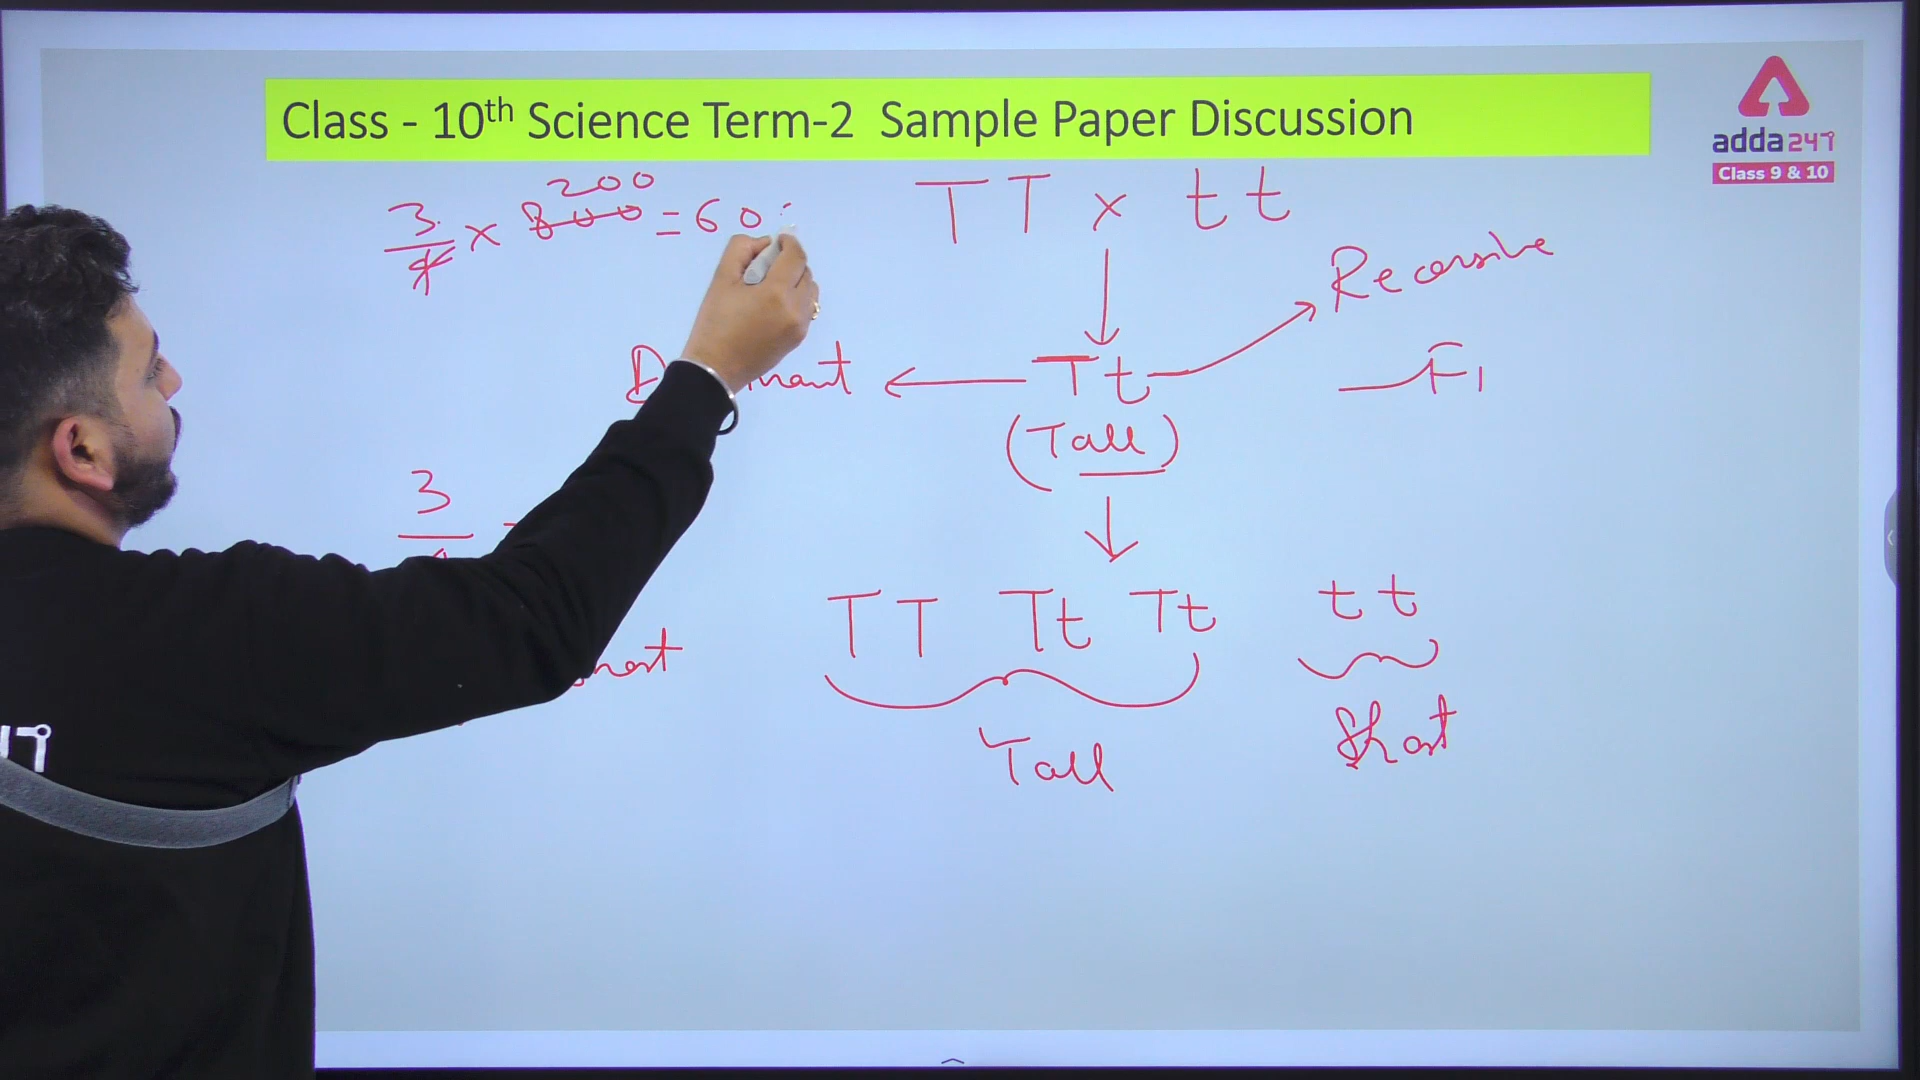 Class - 10th Science Term-2 Sample Paper Discussion
adda247
Class 9 & 10
200
3/4 × 800 = 60
TT × tt
Recessive
Tt
F1
(Tall)
3
TT Tt Tt tt
Tall
Short